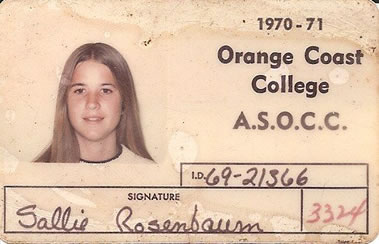 1970-71
Orange Coast
College
A.S.O.C.C.
I.D. 69-21366
SIGNATURE
Sallie Rosenbaum
3324